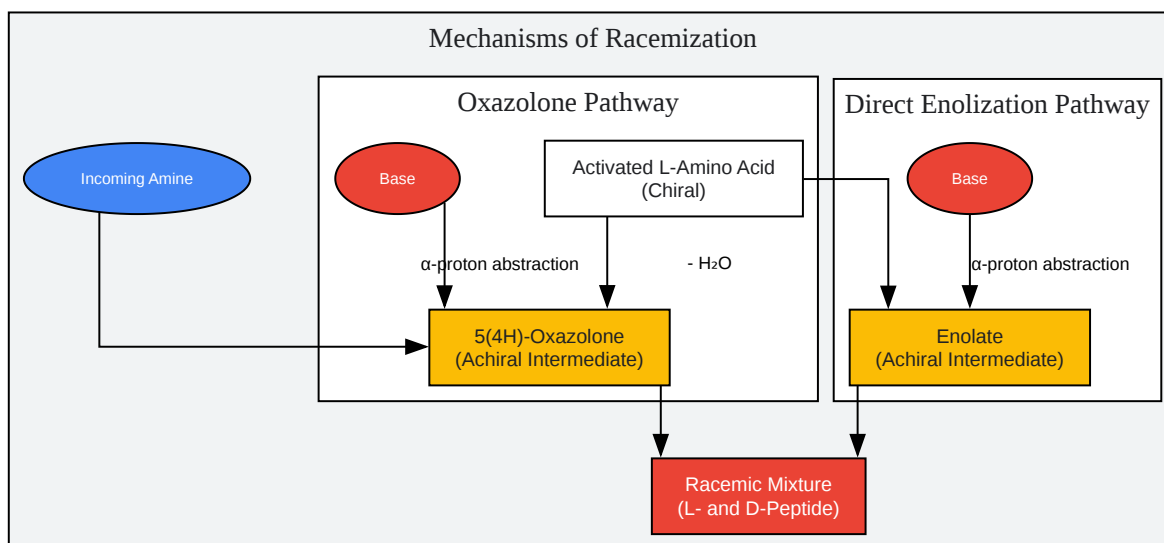 Mechanisms of Racemization
Oxazolone Pathway
Direct Enolization Pathway
Incoming Amine
Base
Activated L-Amino Acid
(Chiral)
Base
α-proton abstraction
- H₂O
α-proton abstraction
5(4H)-Oxazolone
(Achiral Intermediate)
Enolate
(Achiral Intermediate)
Racemic Mixture
(L- and D-Peptide)